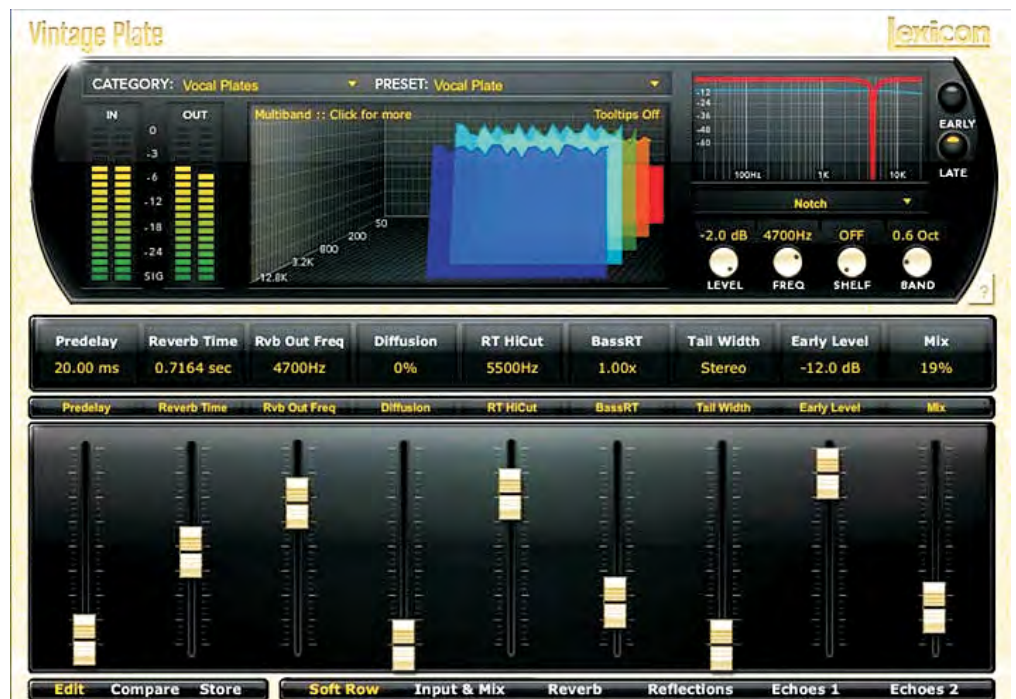 Vintage Plate
lexicon
CATEGORY: Vocal Plates PRESET: Vocal Plate
IN OUT
0
-3
-6
-12
-18
-24
SIG
Multiband :: Click for more Tooltips Off
50
200
800
3.2K
12.8K
-12
-24
-36
-48
-60
100Hz 1K 10K
EARLY
LATE
Notch
-2.0 dB 4700Hz OFF 0.6 Oct
LEVEL FREQ SHELF BAND
?
Predelay Reverb Time Rvb Out Freq Diffusion RT HiCut BassRT Tail Width Early Level Mix
20.00 ms 0.7164 sec 4700Hz 0% 5500Hz 1.00x Stereo -12.0 dB 19%
Predelay Reverb Time Rvb Out Freq Diffusion RT HiCut BassRT Tail Width Early Level Mix
Edit Compare Store Soft Row Input & Mix Reverb Reflections Echoes 1 Echoes 2